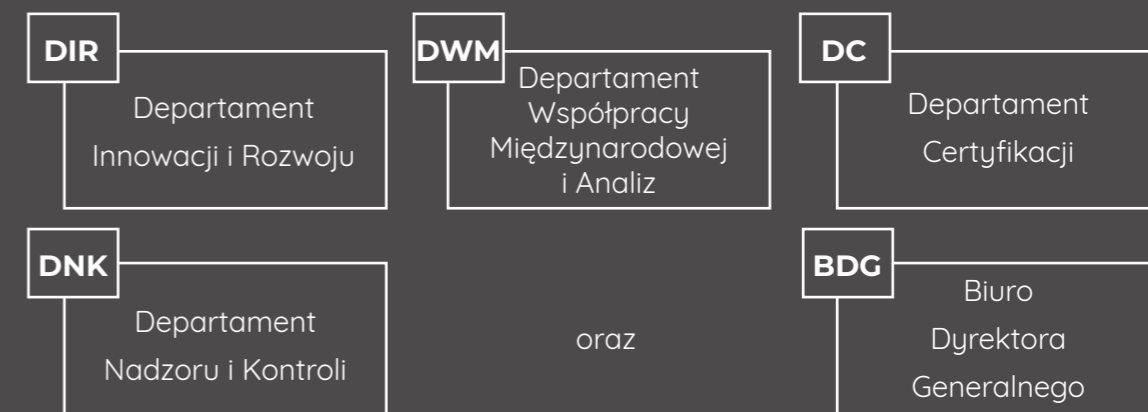 DIR
Departament
Innowacji i Rozwoju
DWM
Departament
Współpracy
Międzynarodowej
i Analiz
DC
Departament
Certyfikacji
DNK
Departament
Nadzoru i Kontroli
oraz
BDG
Biuro
Dyrektora
Generalnego